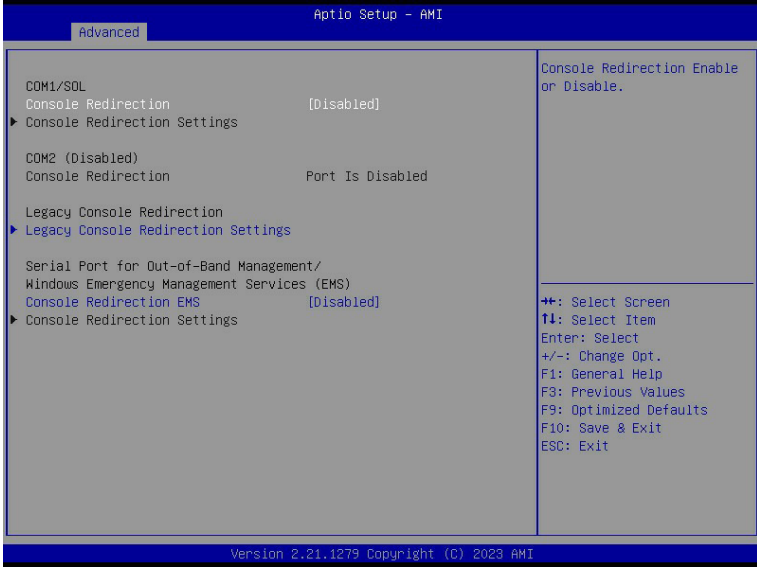 Aptio Setup - AMI
Advanced
COM1/SOL
Console Redirection [Disabled]
Console Redirection Settings
COM2 (Disabled)
Console Redirection Port Is Disabled
Legacy Console Redirection
Legacy Console Redirection Settings
Serial Port for Out-of-Band Management/
Windows Emergency Management Services (EMS)
Console Redirection EMS [Disabled]
Console Redirection Settings
Console Redirection Enable
or Disable.
→←: Select Screen
↑↓: Select Item
Enter: Select
+/-: Change Opt.
F1: General Help
F3: Previous Values
F9: Optimized Defaults
F10: Save & Exit
ESC: Exit
Version 2.21.1279 Copyright (C) 2023 AMI